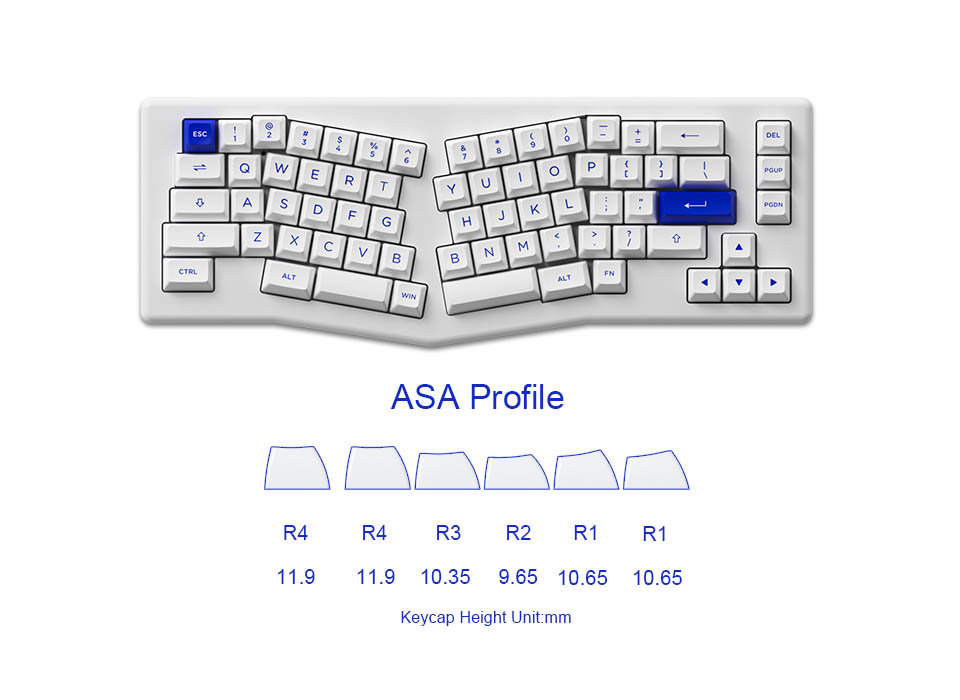 ESC ! 1 @ 2 # 3 $ 4 % 5 ^ 6 & 7 * 8 ( 9 ) 0 — - + = ← DEL
⇌ Q W E R T Y U I O P { [ } ] | \ PGUP
⇩ A S D F G H J K L : ; " ' ↵ PGDN
⇧ Z X C V B B N M < , > . ? / ⇧ ▲
CTRL ALT WIN ALT FN ◀ ▼ ▶
ASA Profile
R4 R4 R3 R2 R1 R1
11.9 11.9 10.35 9.65 10.65 10.65
Keycap Height Unit:mm